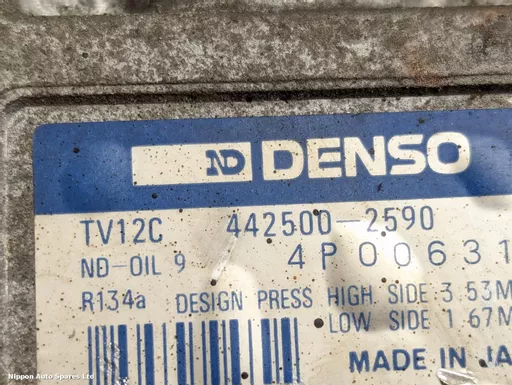 ND DENSO
TV12C 442500-2590
ND-OIL 9 4P00631
R134a DESIGN PRESS HIGH SIDE 3.53M
LOW SIDE 1.67M
MADE IN JA
Nippon Auto Spares Ltd